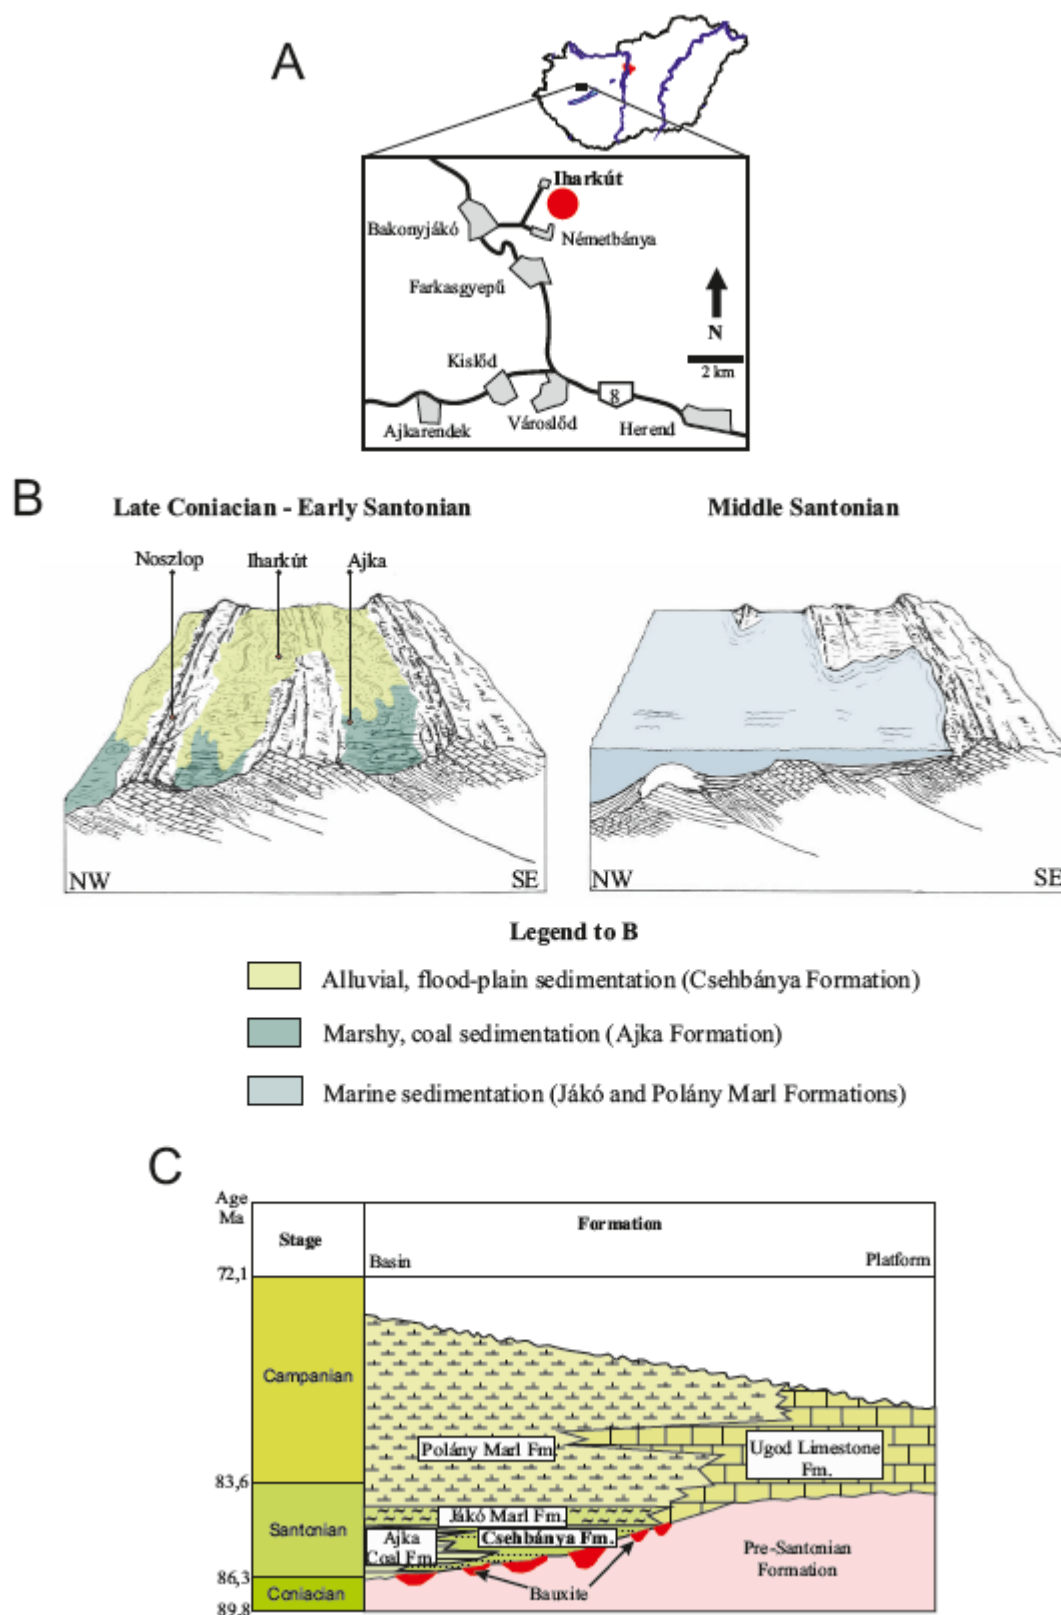 A
Iharkút
Bakonyjákó
Németbánya
Farkasgyepű
N
2 km
Kislőd
8
Ajkarendek
Városlőd
Herend
B
Late Coniacian - Early Santonian
Middle Santonian
Noszlop
Iharkút
Ajka
NW
SE
NW
SE
Legend to B
Alluvial, flood-plain sedimentation (Csehbánya Formation)
Marshy, coal sedimentation (Ajka Formation)
Marine sedimentation (Jákó and Polány Marl Formations)
C
Age
Ma
Stage
Formation
Basin
Platform
72,1
Campanian
Polány Marl Fm.
Ugod Limestone
Fm.
83,6
Santonian
Jákó Marl Fm.
Ajka
Coal Fm.
Csehbánya Fm.
Pre-Santonian
Formation
86,3
Bauxite
Coniacian
89,8